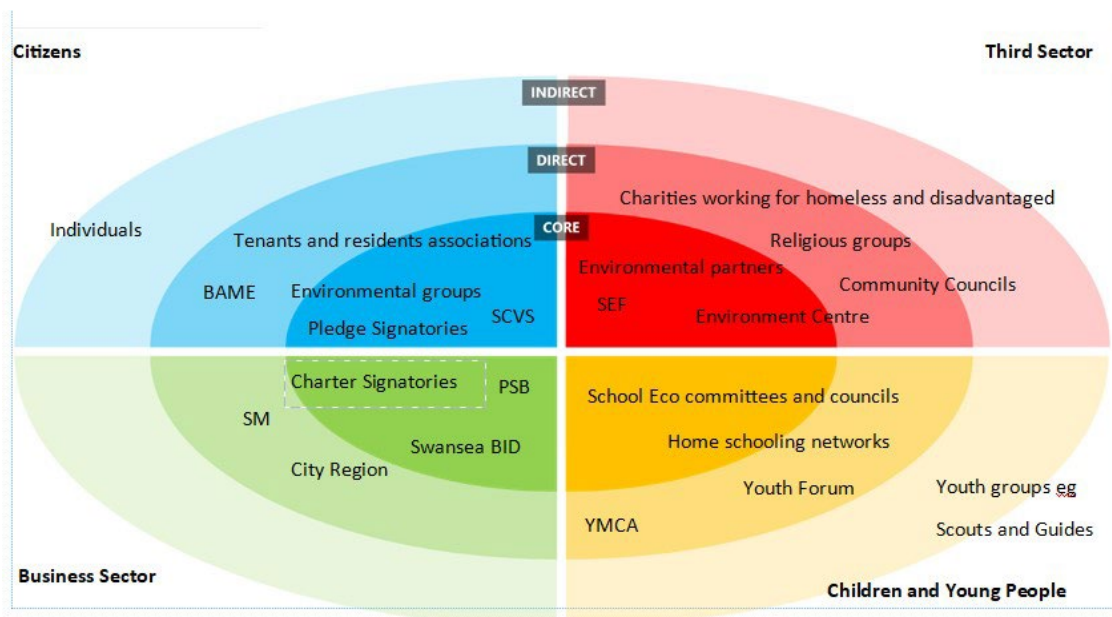 Citizens
Third Sector
INDIRECT
DIRECT
Charities working for homeless and disadvantaged
CORE
Individuals
Tenants and residents associations
Religious groups
Environmental partners
Community Councils
BAME
Environmental groups
SEF
SCVS
Environment Centre
Pledge Signatories
Charter Signatories
PSB
School Eco committees and councils
SM
Swansea BID
Home schooling networks
City Region
Youth Forum
Youth groups eg
YMCA
Scouts and Guides
Business Sector
Children and Young People